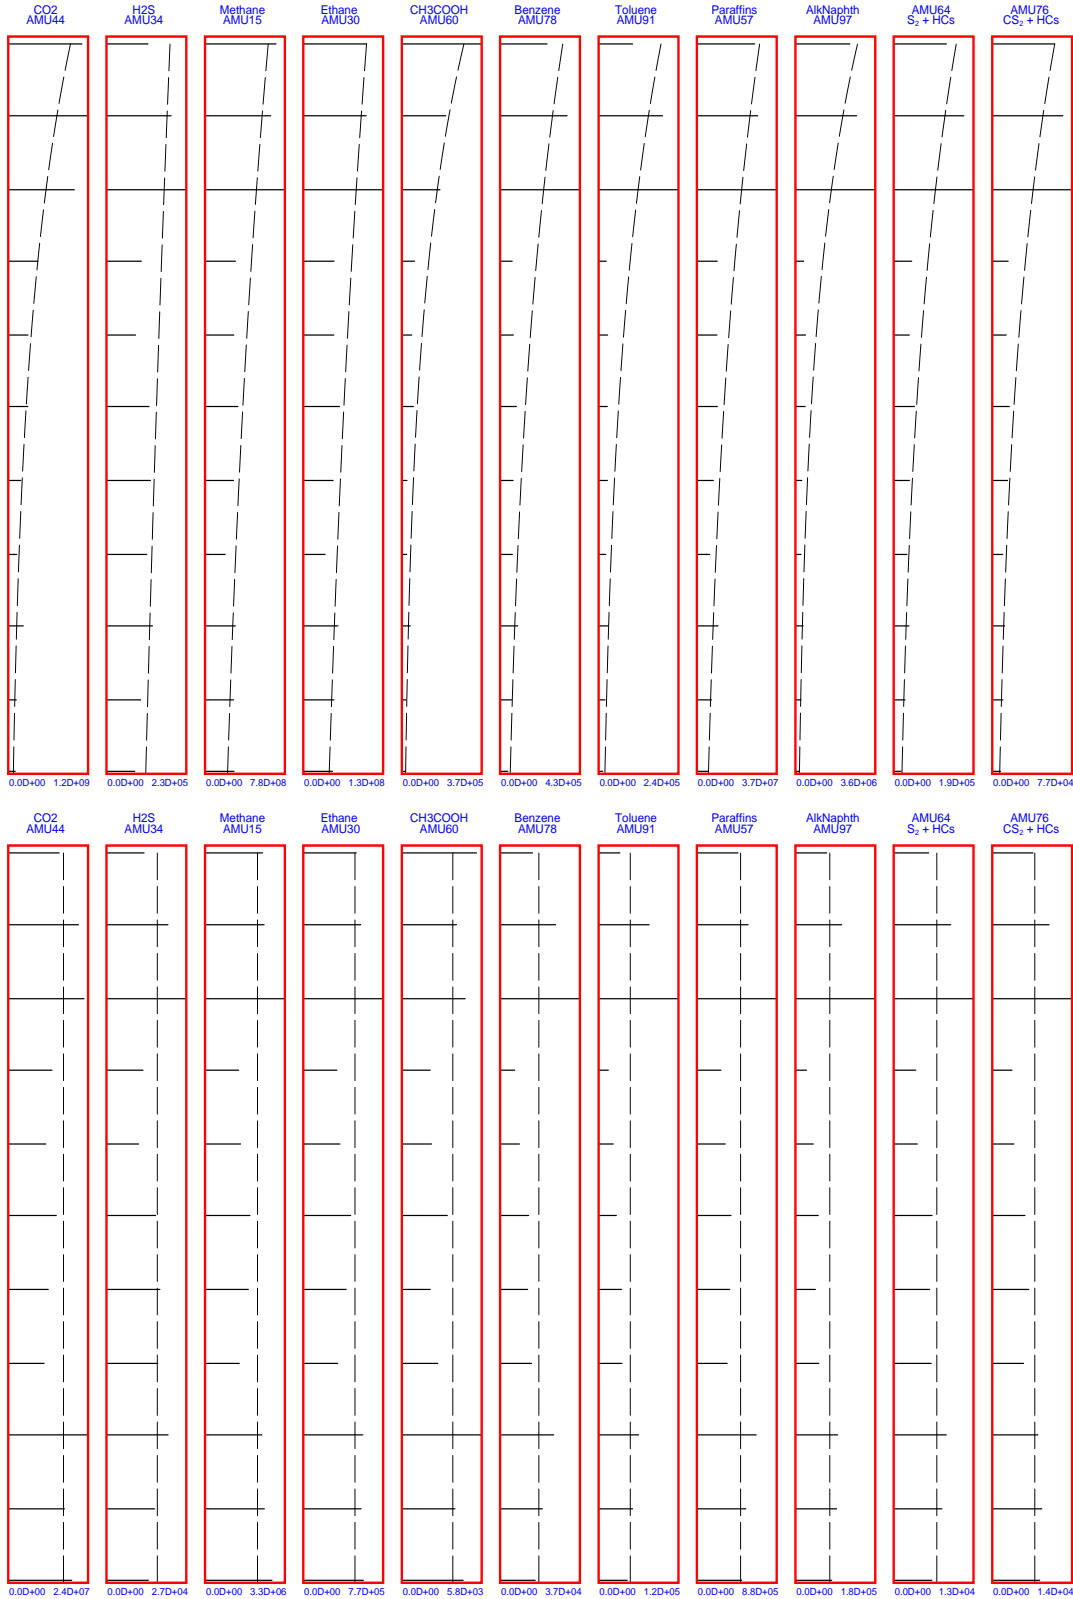 CO2 H2S Methane Ethane CH3COOH Benzene Toluene Paraffins AlkNaphth AMU64 AMU76
AMU44 AMU34 AMU15 AMU30 AMU60 AMU78 AMU91 AMU57 AMU97 S₂ + HCs CS₂ + HCs
0.0D+00 1.2D+09 0.0D+00 2.3D+05 0.0D+00 7.8D+08 0.0D+00 1.3D+08 0.0D+00 3.7D+05 0.0D+00 4.3D+05 0.0D+00 2.4D+05 0.0D+00 3.7D+07 0.0D+00 3.6D+06 0.0D+00 1.9D+05 0.0D+00 7.7D+04
CO2 H2S Methane Ethane CH3COOH Benzene Toluene Paraffins AlkNaphth AMU64 AMU76
AMU44 AMU34 AMU15 AMU30 AMU60 AMU78 AMU91 AMU57 AMU97 S₂ + HCs CS₂ + HCs
0.0D+00 2.4D+07 0.0D+00 2.7D+04 0.0D+00 3.3D+06 0.0D+00 7.7D+05 0.0D+00 5.8D+03 0.0D+00 3.7D+04 0.0D+00 1.2D+05 0.0D+00 8.8D+05 0.0D+00 1.8D+05 0.0D+00 1.3D+04 0.0D+00 1.4D+04